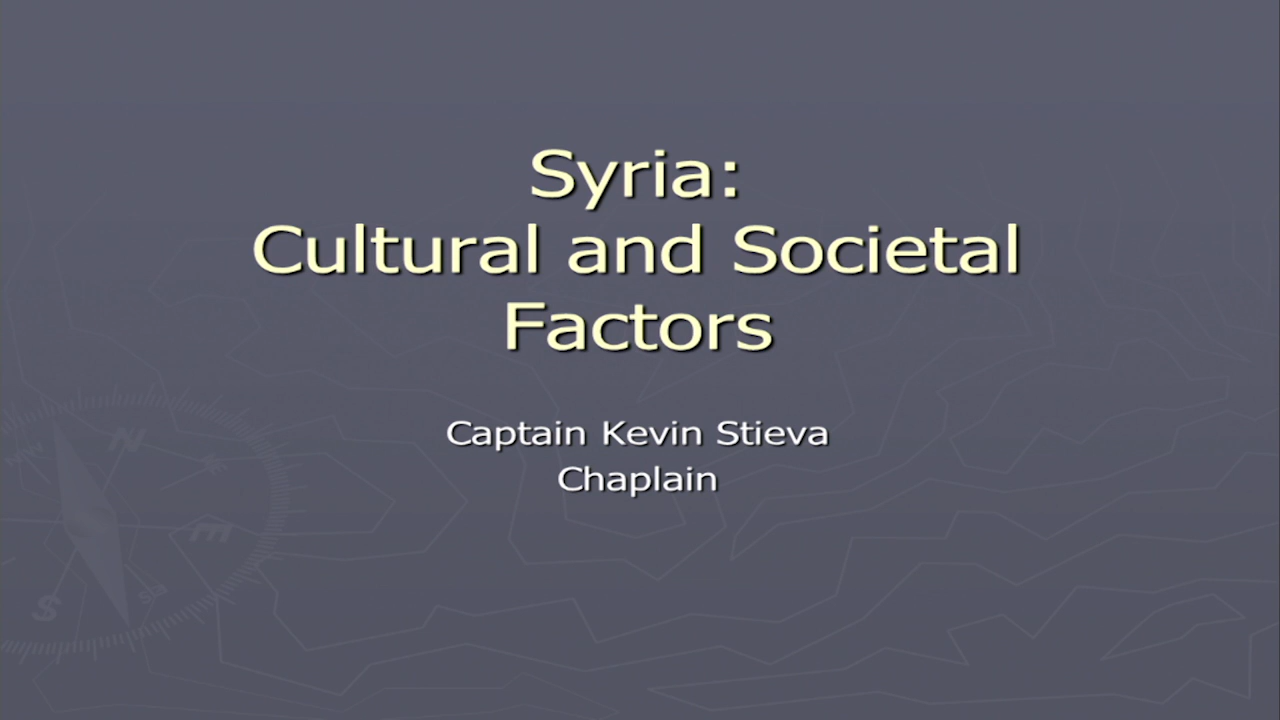 Syria:
Cultural and Societal
Factors
Captain Kevin Stieva
Chaplain
N
E
S